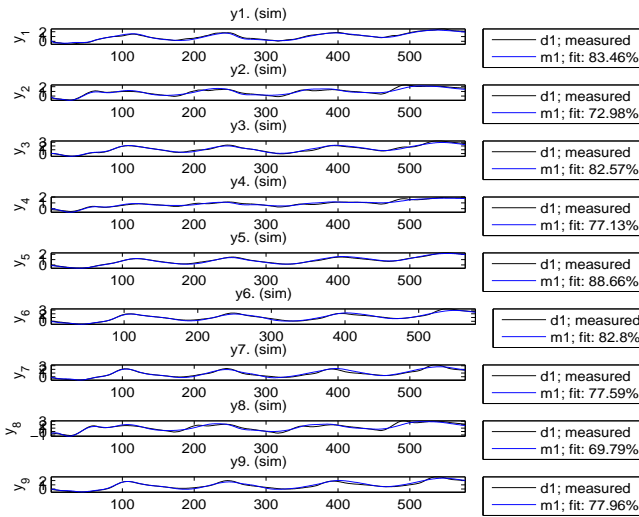 y1. (sim)
y1
2
0
100 200 300 400 500
d1; measured
m1; fit: 83.46%
y2. (sim)
y2
2
0
100 200 300 400 500
d1; measured
m1; fit: 72.98%
y3. (sim)
y3
100 200 300 400 500
d1; measured
m1; fit: 82.57%
y4. (sim)
y4
2
0
100 200 300 400 500
d1; measured
m1; fit: 77.13%
y5. (sim)
y5
2
0
100 200 300 400 500
d1; measured
m1; fit: 88.66%
y6. (sim)
y6
100 200 300 400 500
d1; measured
m1; fit: 82.8%
y7. (sim)
y7
100 200 300 400 500
d1; measured
m1; fit: 77.59%
y8. (sim)
y8
100 200 300 400 500
d1; measured
m1; fit: 69.79%
y9. (sim)
y9
2
0
100 200 300 400 500
d1; measured
m1; fit: 77.96%